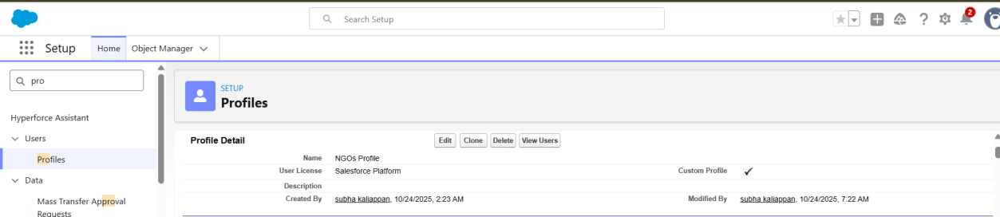 Search Setup
2
Setup Home Object Manager
pro
SETUP
Profiles
Hyperforce Assistant
Users
Profiles
Data
Mass Transfer Approval
Requests
Profile Detail Edit Clone Delete View Users
Name NGOs Profile
User License Salesforce Platform Custom Profile ✓
Description
Created By subha kaliappan, 10/24/2025, 2:23 AM Modified By subha kaliappan, 10/24/2025, 7:22 AM